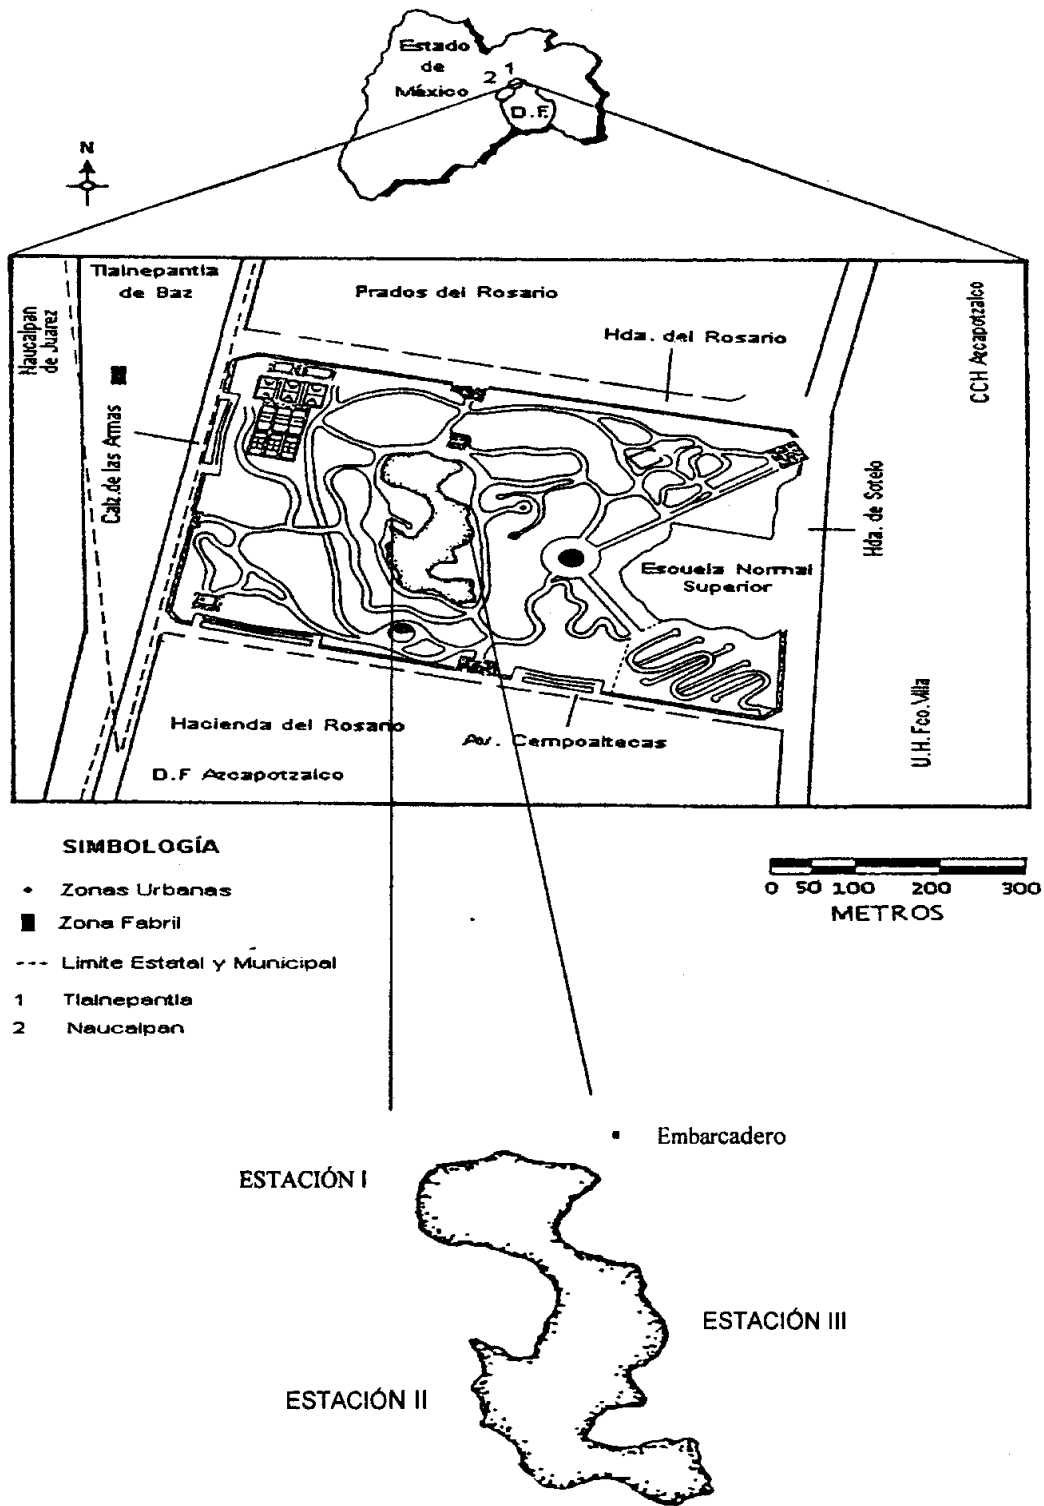 Estado
de
México
1
2
D.F.
N
Tlalnepantla
de Baz
Prados del Rosario
Hda. del Rosario
Naucalpan
de Juarez
CCH Azcapotzalco
Calz. de las Armas
Hda. de Sotelo
Escuela Normal
Superior
Hacienda del Rosario
Av. Campoaltecas
D.F Azcapotzalco
U.H. Fco. Villa
SIMBOLOGÍA
Zonas Urbanas
Zona Fabril
Limite Estatal y Municipal
1 Tlalnepantla
2 Naucalpan
0 50 100 200 300
METROS
Embarcadero
ESTACIÓN I
ESTACIÓN III
ESTACIÓN II